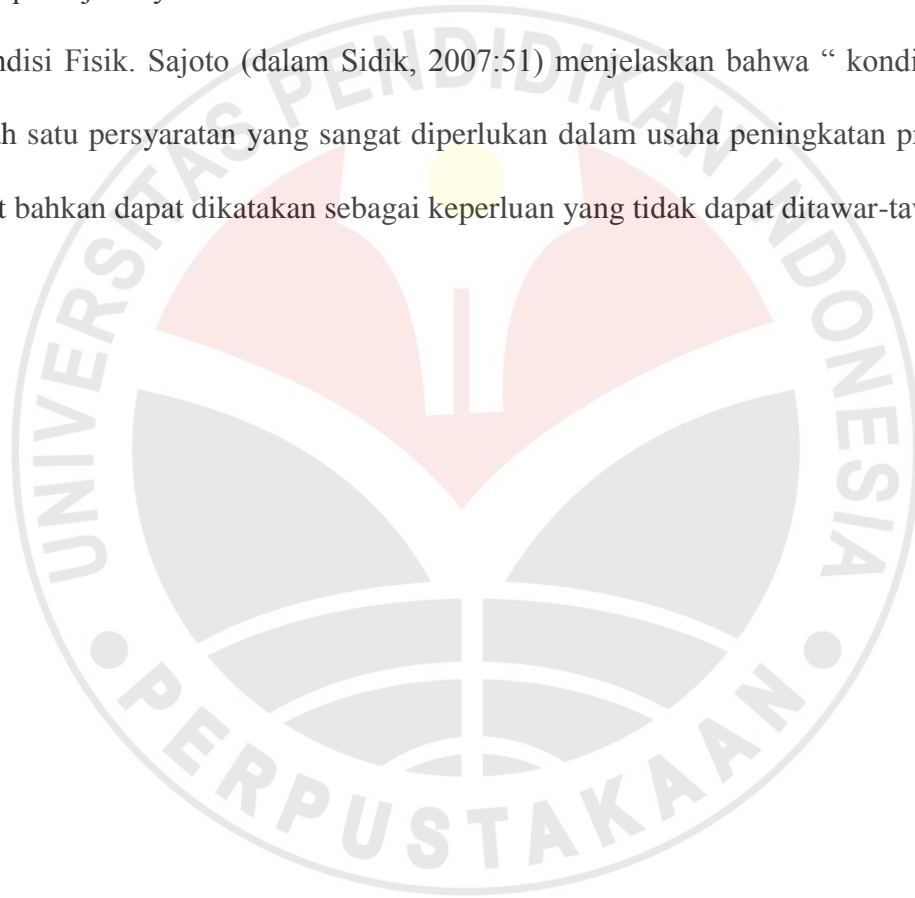 ndisi Fisik. Sajoto (dalam Sidik, 2007:51) menjelaskan bahwa “ kondi
h satu persyaratan yang sangat diperlukan dalam usaha peningkatan p
t bahkan dapat dikatakan sebagai keperluan yang tidak dapat ditawar-tav
UNIVERSITAS PENDIDIKAN INDONESIA
PERPUSTAKAAN